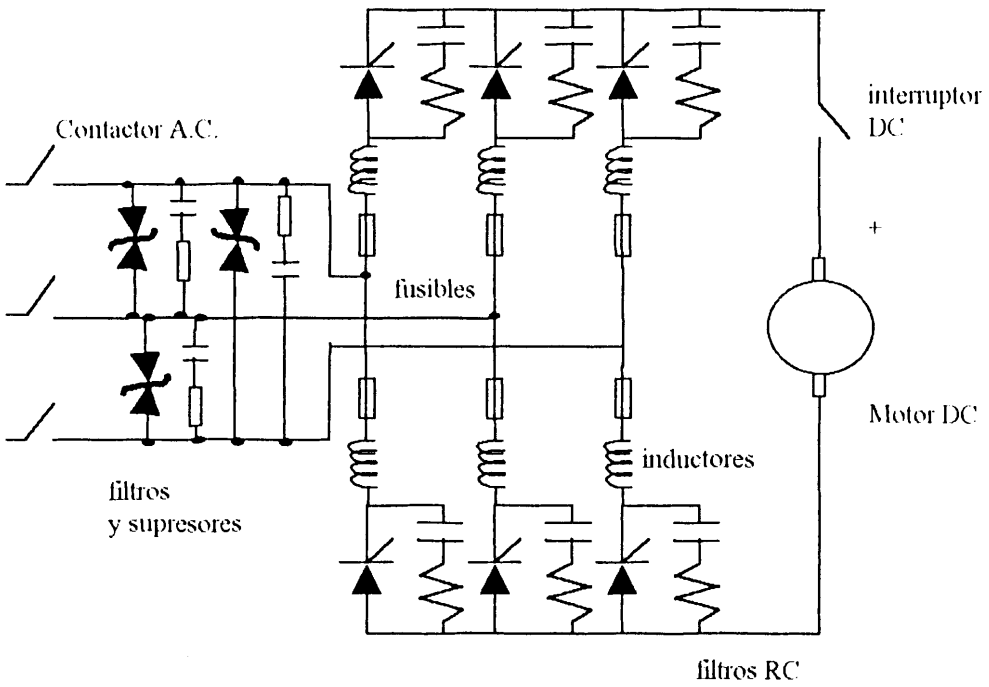 Contactor A.C.
interruptor
DC
+
fusibles
Motor DC
inductores
filtros
y supresores
filtros RC